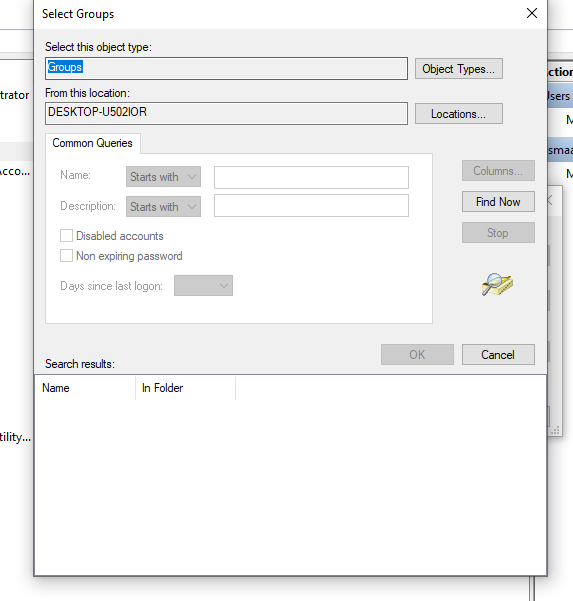 Select Groups
Select this object type:
Groups
Object Types...
From this location:
DESKTOP-U502IOR
Locations...
Common Queries
Name:
Starts with
Description:
Starts with
Disabled accounts
Non expiring password
Days since last logon:
Columns...
Find Now
Stop
OK
Cancel
Search results:
Name
In Folder
trator
Acco...
tility...
ction
Users
M
smaa
M